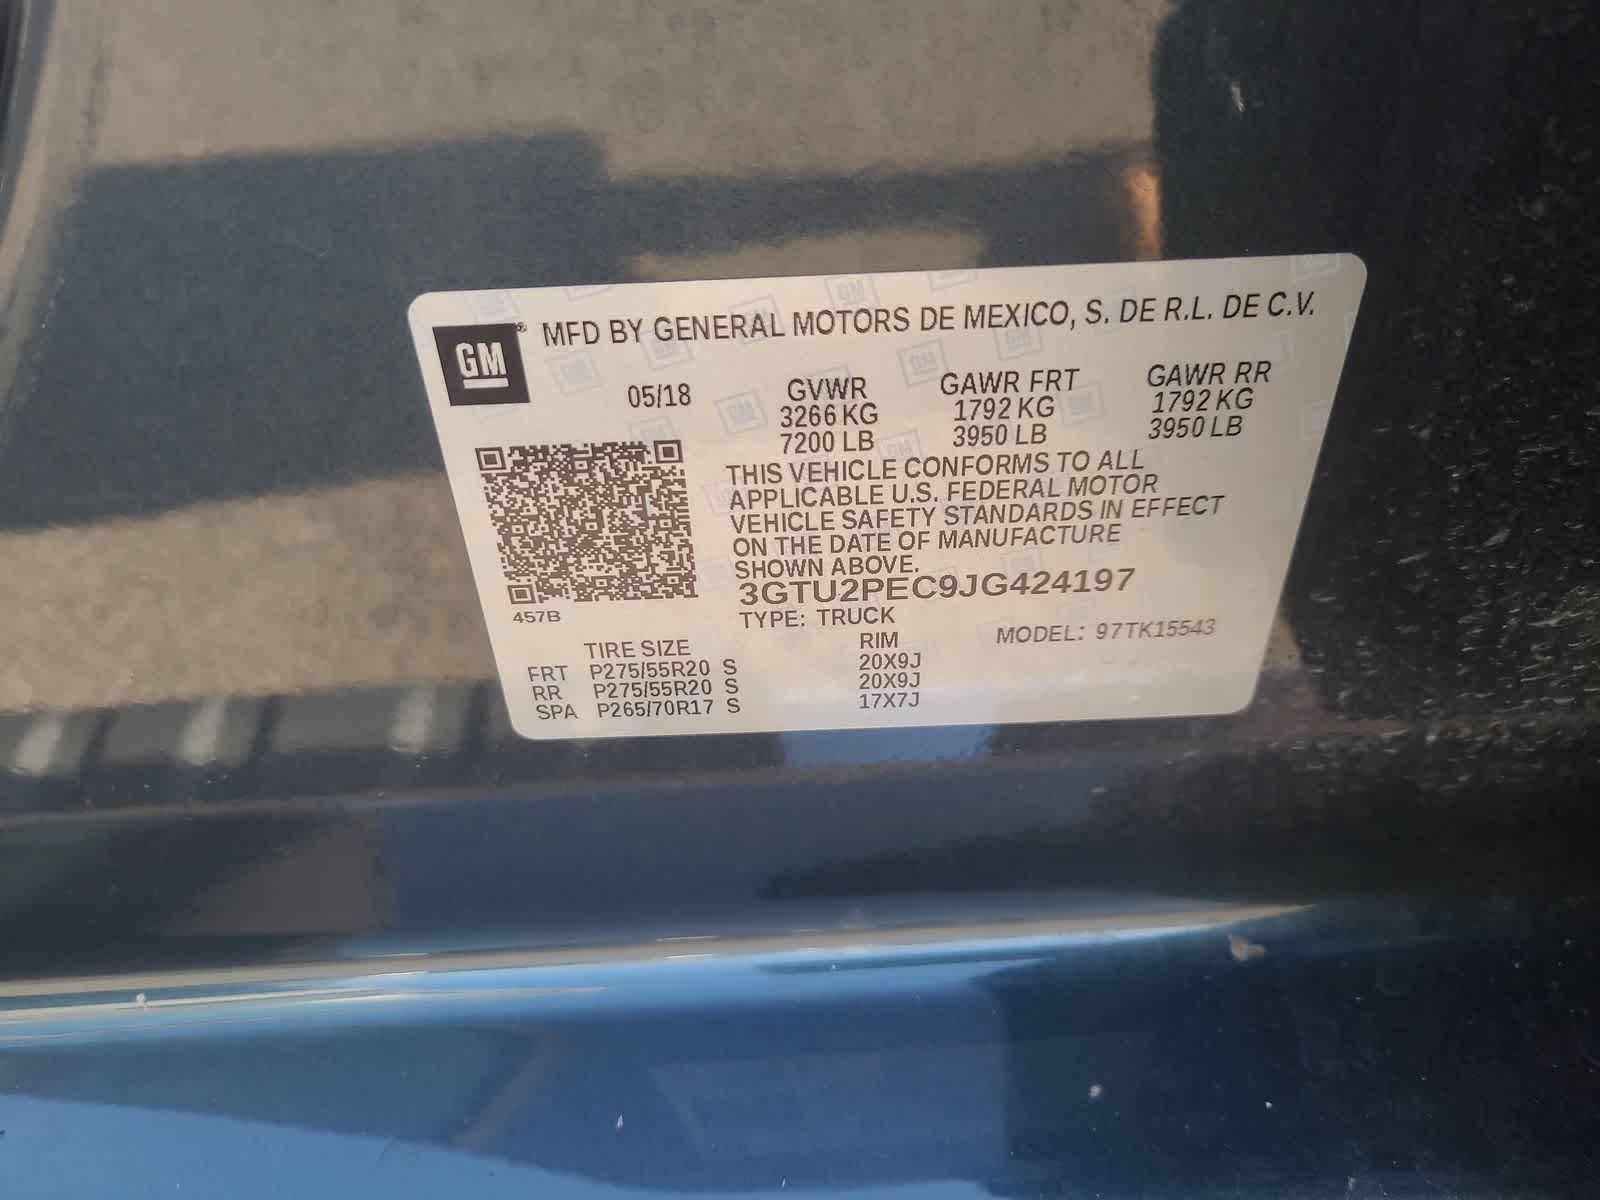 GM
MFD BY GENERAL MOTORS DE MEXICO, S. DE R.L. DE C.V.
05/18 GVWR GAWR FRT GAWR RR
3266 KG 1792 KG 1792 KG
7200 LB 3950 LB 3950 LB
THIS VEHICLE CONFORMS TO ALL
APPLICABLE U.S. FEDERAL MOTOR
VEHICLE SAFETY STANDARDS IN EFFECT
ON THE DATE OF MANUFACTURE
SHOWN ABOVE.
3GTU2PEC9JG424197
457B
TYPE: TRUCK
MODEL: 97TK15543
TIRE SIZE RIM
FRT P275/55R20 S 20X9J
RR P275/55R20 S 20X9J
SPA P265/70R17 S 17X7J